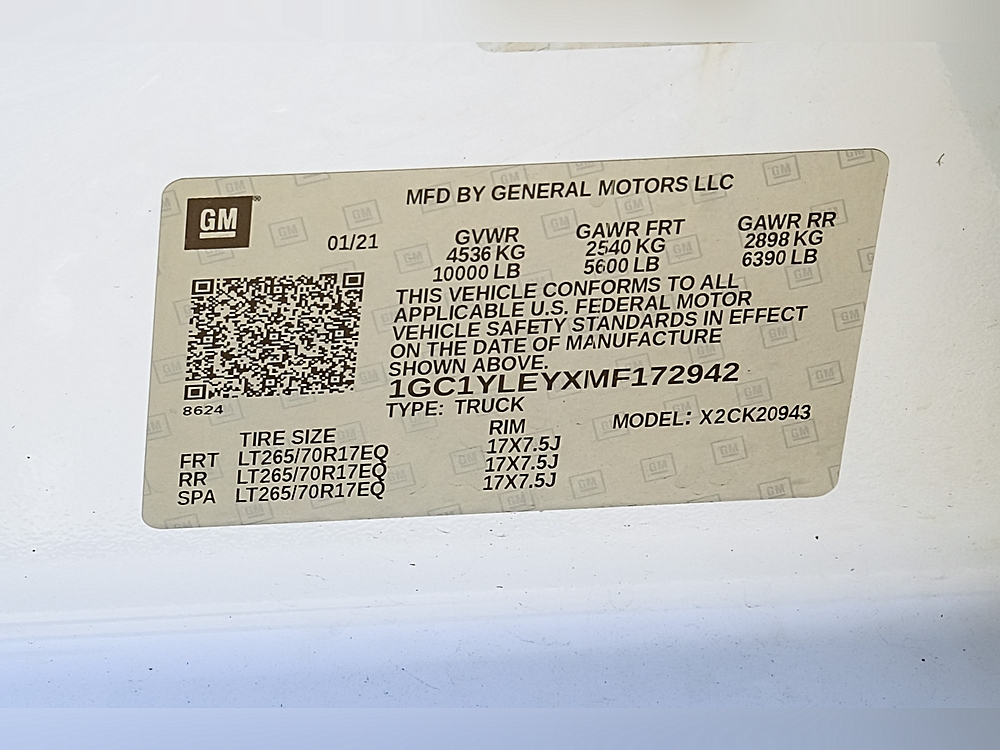 GM
MFD BY GENERAL MOTORS LLC
01/21
GVWR GAWR FRT GAWR RR
4536 KG 2540 KG 2898 KG
10000 LB 5600 LB 6390 LB
THIS VEHICLE CONFORMS TO ALL
APPLICABLE U.S. FEDERAL MOTOR
VEHICLE SAFETY STANDARDS IN EFFECT
ON THE DATE OF MANUFACTURE
SHOWN ABOVE.
1GC1YLEYXMF172942
8624
TYPE: TRUCK MODEL: X2CK20943
TIRE SIZE RIM
FRT LT265/70R17EQ 17X7.5J
RR LT265/70R17EQ 17X7.5J
SPA LT265/70R17EQ 17X7.5J